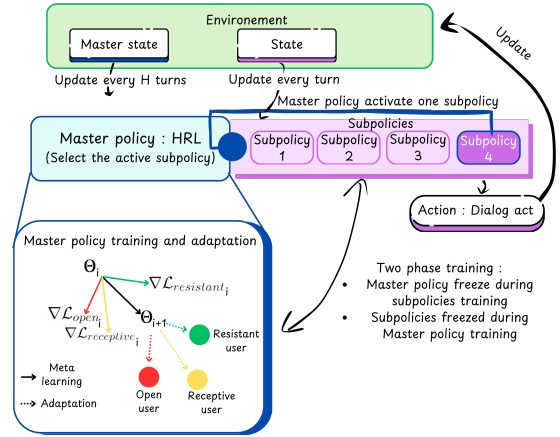 Environement
Master state
State
Update
Update every H turns
Update every turn
Master policy activate one subpolicy
Master policy : HRL
(Select the active subpolicy)
Subpolicies
Subpolicy
1
Subpolicy
2
Subpolicy
3
Subpolicy
4
Action : Dialog act
Master policy training and adaptation
Θi
∇ℒresistanti
∇ℒopeni
∇ℒreceptivei
Θi+1
Resistant
user
Meta
learning
Adaptation
Open
user
Receptive
user
Two phase training :
• Master policy freeze during
subpolicies training
• Subpolicies freezed during
Master policy training